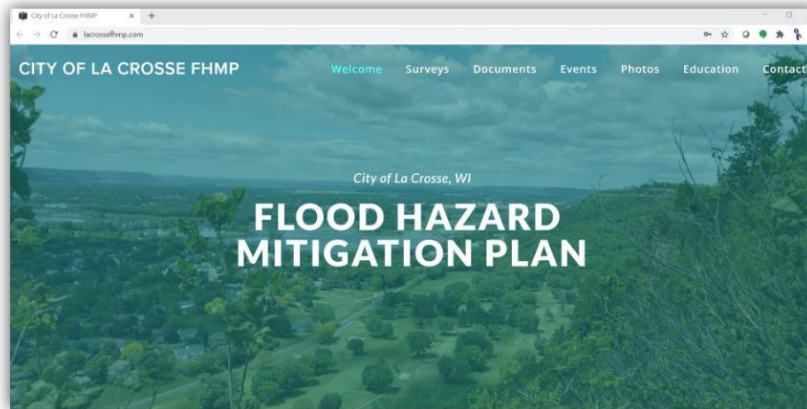 City of La Crosse FHMP
lacrossefhmp.com
CITY OF LA CROSSE FHMP
Welcome Surveys Documents Events Photos Education Contact
City of La Crosse, WI
FLOOD HAZARD
MITIGATION PLAN